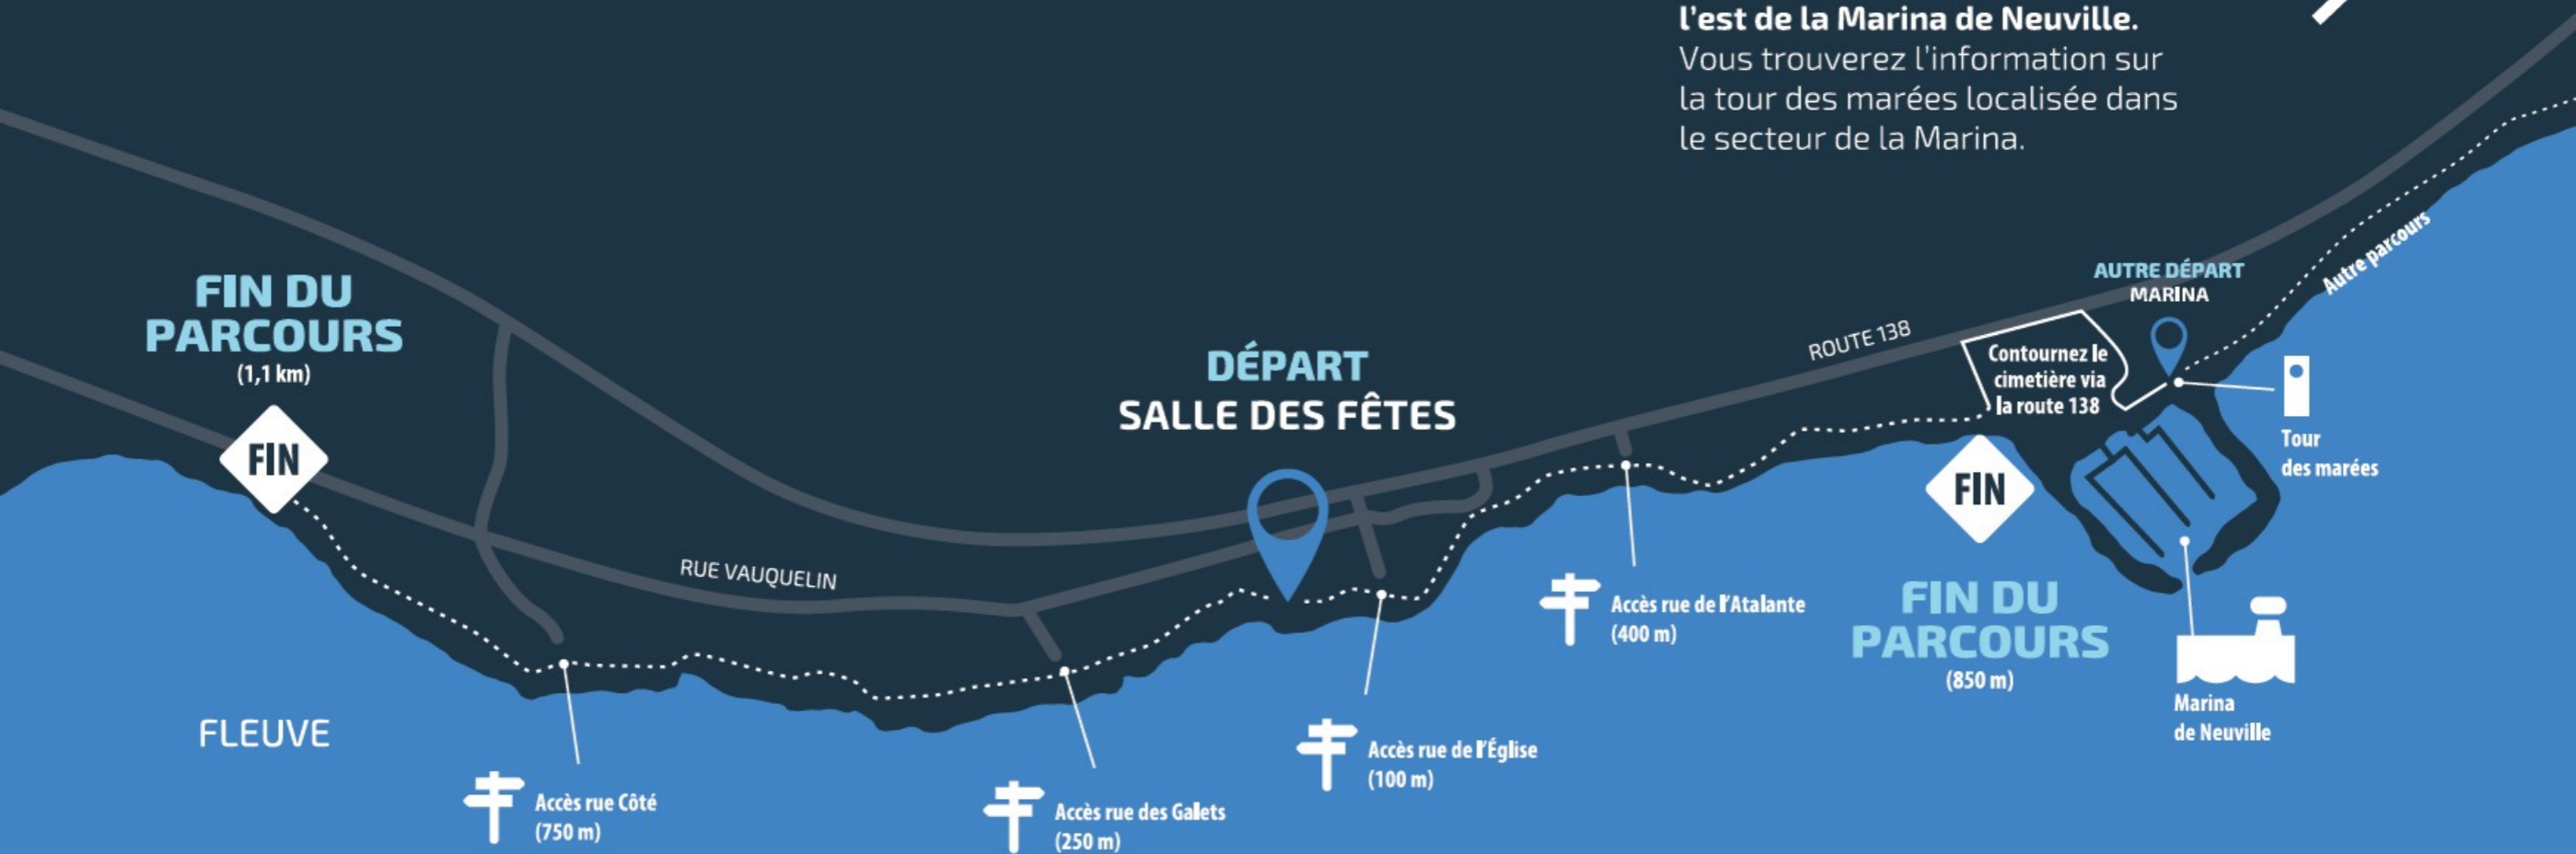 l'est de la Marina de Neuville.
Vous trouverez l'information sur
la tour des marées localisée dans
le secteur de la Marina.
FIN DU
PARCOURS
(1,1 km)
FIN
RUE VAUQUELIN
DÉPART
SALLE DES FÊTES
ROUTE 138
AUTRE DÉPART
MARINA
Autre parcours
Contournez le
cimetière via
la route 138
Tour
des marées
FIN
FIN DU
PARCOURS
(850 m)
Marina
de Neuville
Accès rue de l'Atalante
(400 m)
Accès rue de l'Église
(100 m)
Accès rue des Galets
(250 m)
Accès rue Côté
(750 m)
FLEUVE